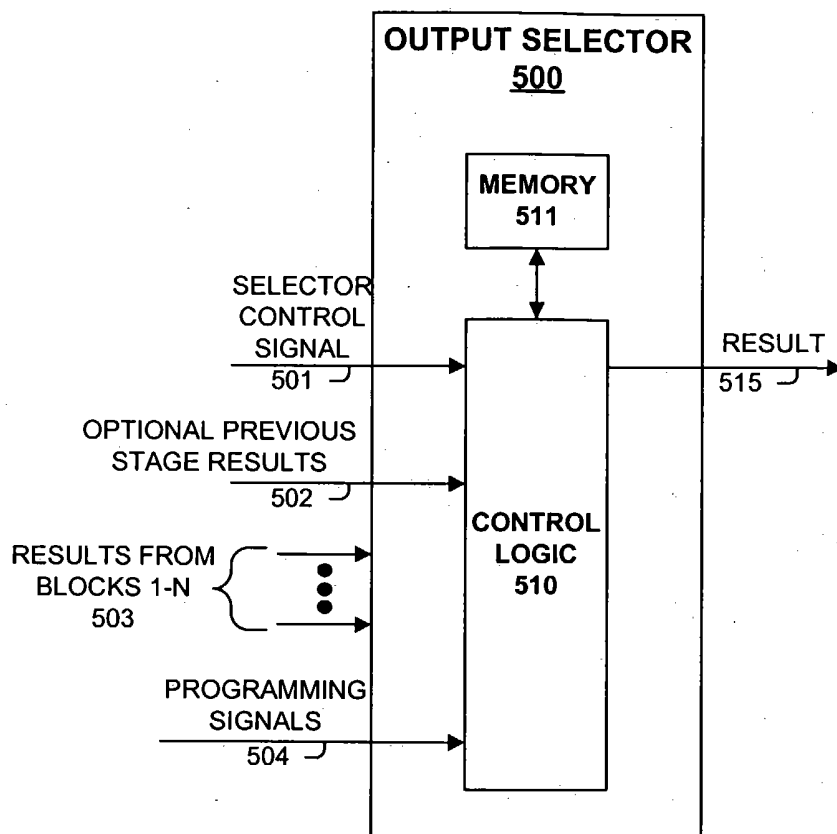 OUTPUT SELECTOR
500
MEMORY
511
SELECTOR
CONTROL
SIGNAL
501
RESULT
515
OPTIONAL PREVIOUS
STAGE RESULTS
502
CONTROL
LOGIC
510
RESULTS FROM
BLOCKS 1-N
503
PROGRAMMING
SIGNALS
504